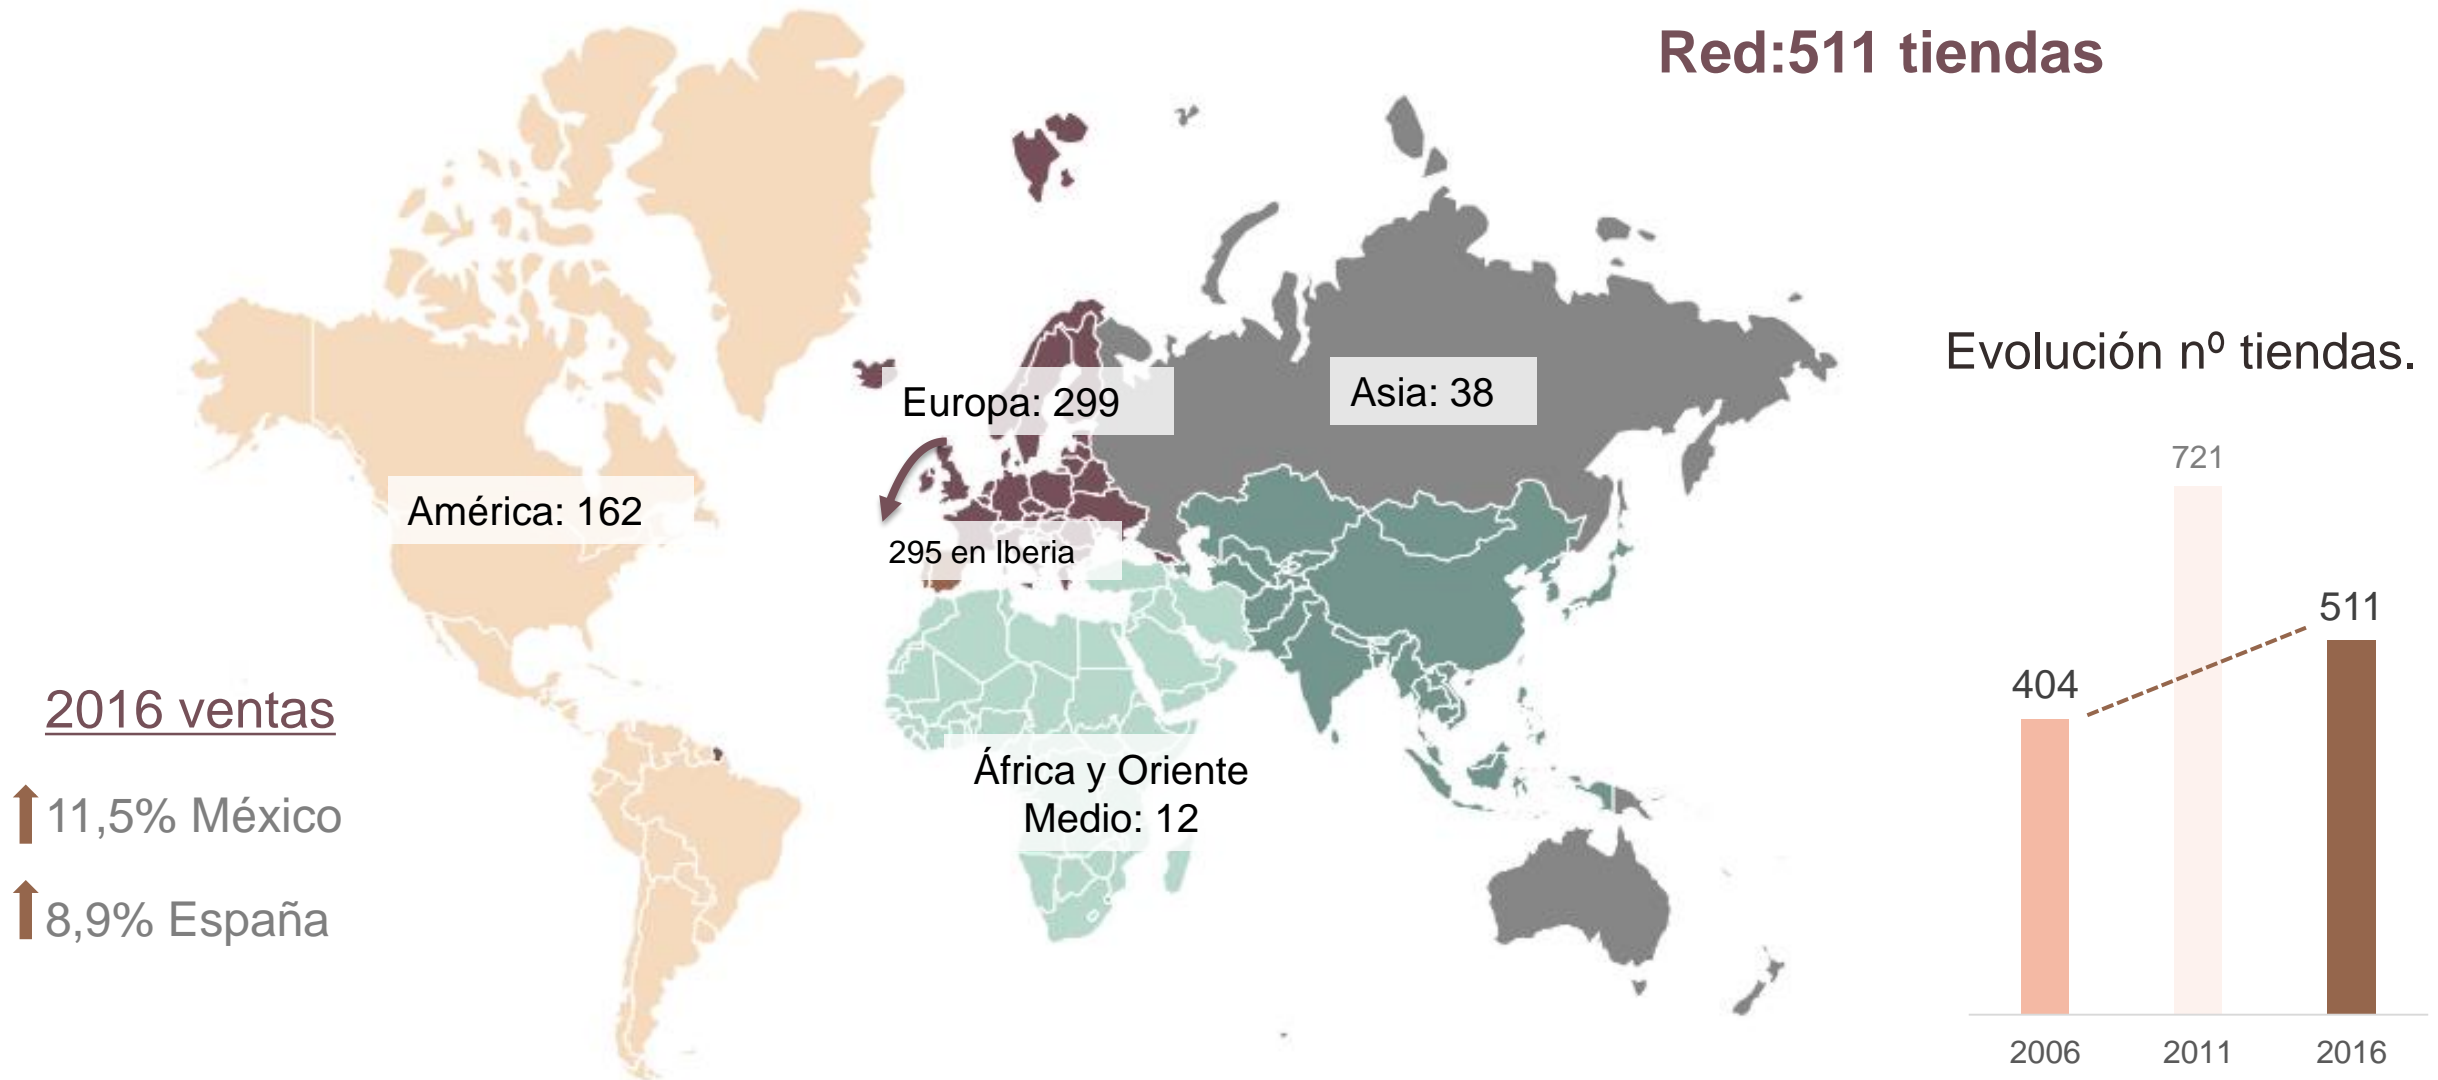 Red:511 tiendas
Europa: 299
Asia: 38
América: 162
295 en Iberia
África y Oriente
Medio: 12
2016 ventas
11,5% México
8,9% España
Evolución nº tiendas.
721
511
404
2006
2011
2016